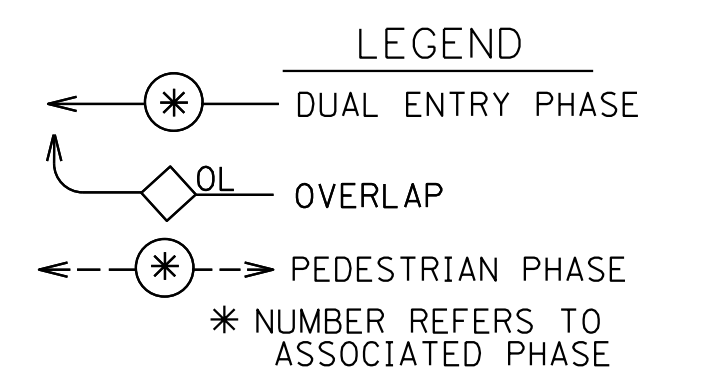 LEGEND
* DUAL ENTRY PHASE
OL OVERLAP
* PEDESTRIAN PHASE
* NUMBER REFERS TO
ASSOCIATED PHASE